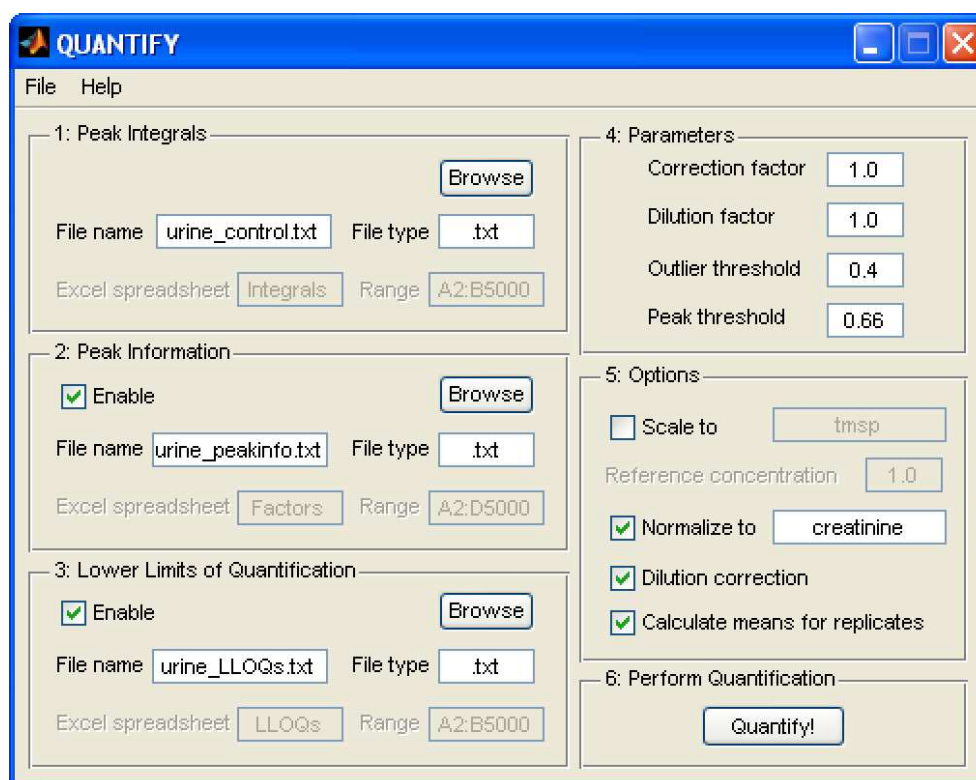 QUANTIFY
File Help
1: Peak Integrals
Browse
File name urine_control.txt File type .txt
Excel spreadsheet Integrals Range A2:B5000
2: Peak Information
Enable Browse
File name urine_peakinfo.txt File type .txt
Excel spreadsheet Factors Range A2:D5000
3: Lower Limits of Quantification
Enable Browse
File name urine_LLOQs.txt File type .txt
Excel spreadsheet LLOQs Range A2:B5000
4: Parameters
Correction factor 1.0
Dilution factor 1.0
Outlier threshold 0.4
Peak threshold 0.66
5: Options
Scale to tmsp
Reference concentration 1.0
Normalize to creatinine
Dilution correction
Calculate means for replicates
6: Perform Quantification
Quantify!